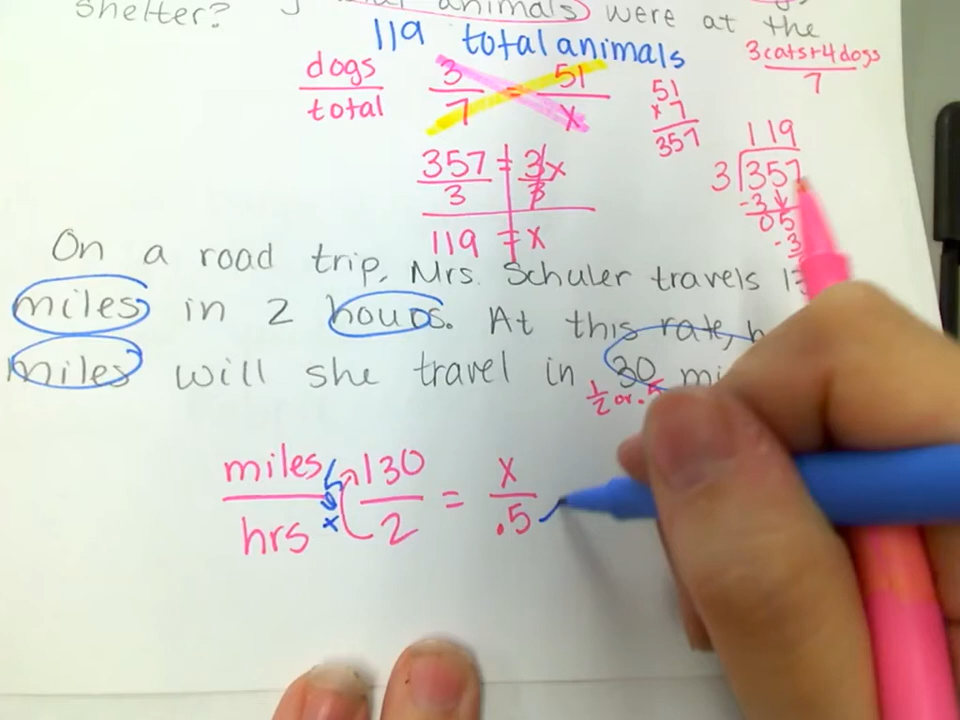 shelter? animals were at the
119 total animals
3 cats+4 dogs
7
dogs 3 = 51
total 7 x
51
x 7
357
357 = 3x
3 3
119 = x
119
3 357
-3
05
-3
On a road trip, Mrs. Schuler travels
miles in 2 hours. At this rate,
miles will she travel in 30
1/2 or .5
miles 65 x 130 = x
hrs 2 .5